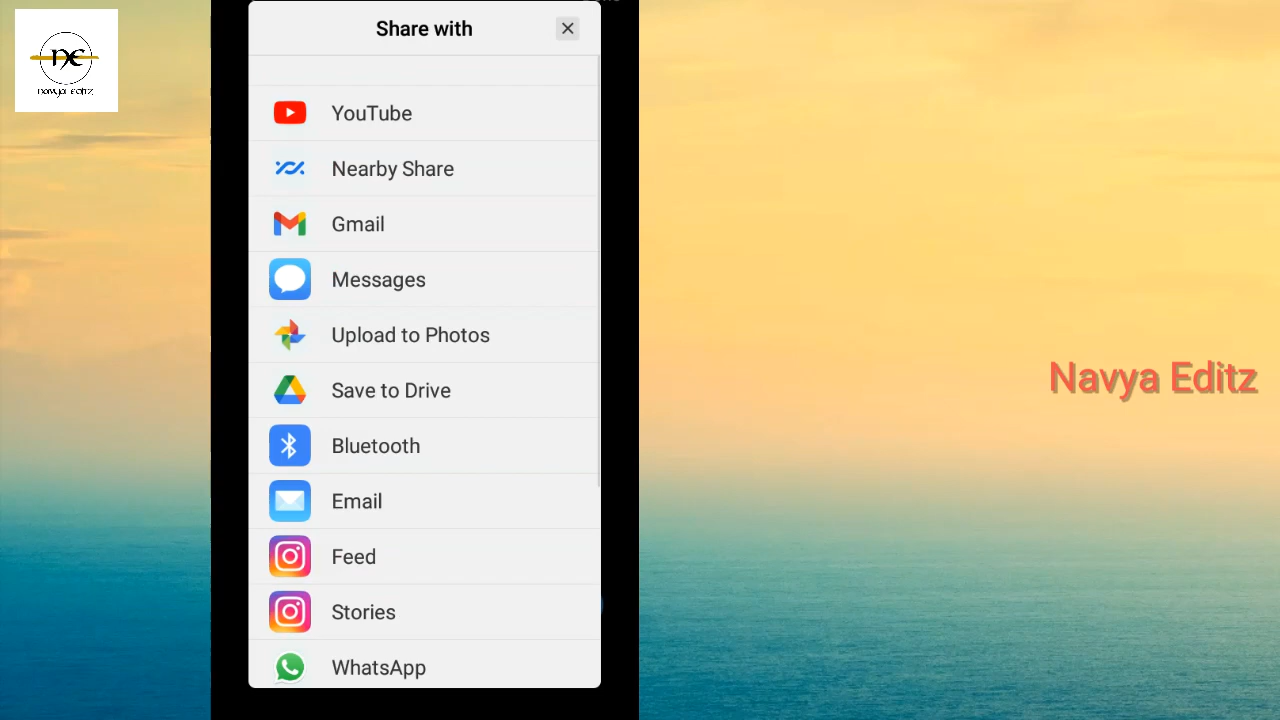 Share with
YouTube
Nearby Share
Gmail
Messages
Upload to Photos
Save to Drive
Bluetooth
Email
Feed
Stories
WhatsApp
NE
NAVYA EDITZ
Navya Editz